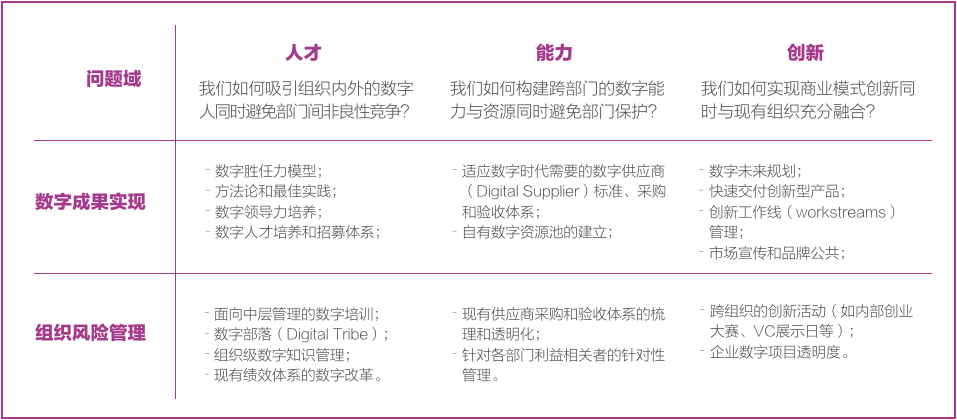 问题域
人才
我们如何吸引组织内外的数字
人同时避免部门间非良性竞争？
能力
我们如何构建跨部门的数字能
力与资源同时避免部门保护？
创新
我们如何实现商业模式创新同
时与现有组织充分融合？
数字成果实现
- 数字胜任力模型；
- 方法论和最佳实践；
- 数字领导力培养；
- 数字人才培养和招募体系；
- 适应数字时代需要的数字供应商
（Digital Supplier）标准、采购
和验收体系；
- 自有数字资源池的建立；
- 数字未来规划；
- 快速交付创新型产品；
- 创新工作线（workstreams）
管理；
- 市场宣传和品牌公共；
组织风险管理
- 面向中层管理的数字培训；
- 数字部落（Digital Tribe）；
- 组织级数字知识管理；
- 现有绩效体系的数字改革。
- 现有供应商采购和验收体系的梳
理和透明化；
- 针对各部门利益相关者的针对性
管理。
- 跨组织的创新活动（如内部创业
大赛、VC展示日等）；
- 企业数字项目透明度。